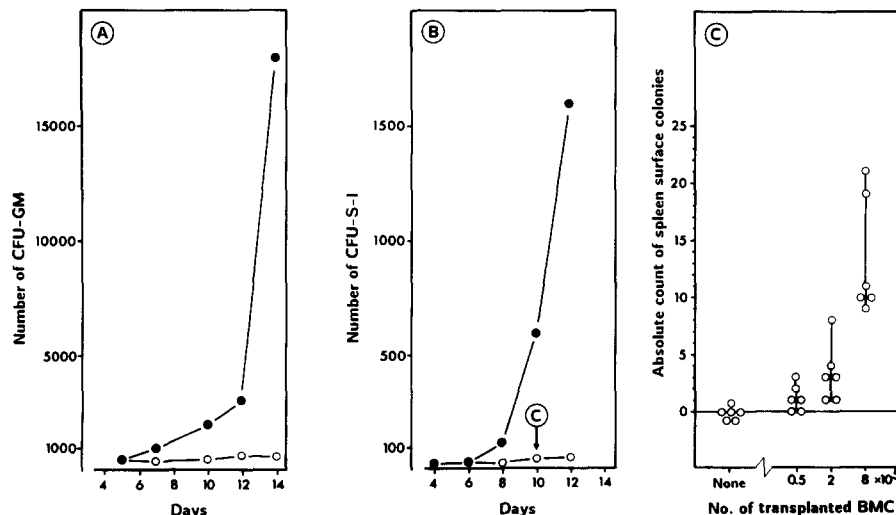 A
Number of CFU-GM
15000
10000
5000
1000
4 6 8 10 12 14
Days
B
Number of CFU-S-I
1500
1000
500
100
C
4 6 8 10 12 14
Days
C
Absolute count of spleen surface colonies
25
20
15
10
5
0
None 0.5 2 8
No. of transplanted BMC